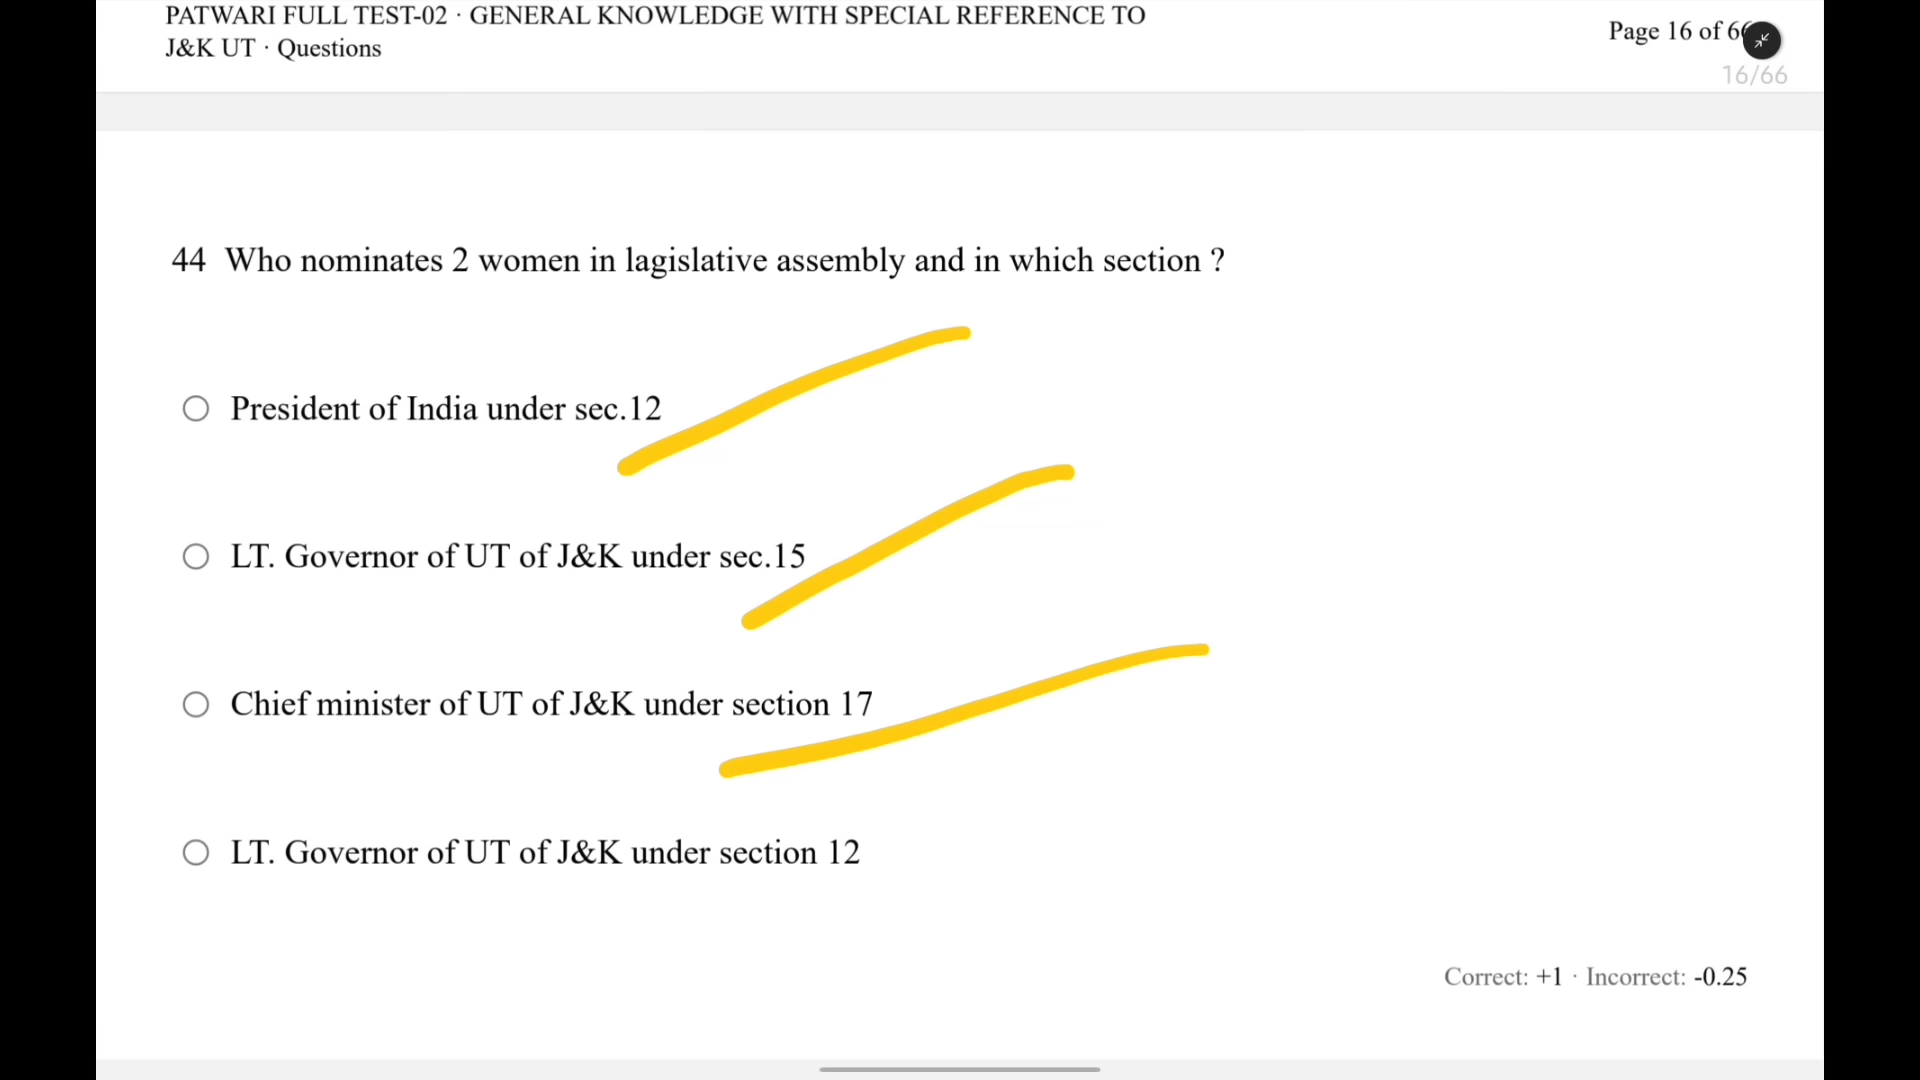 PATWARI FULL TEST-02 · GENERAL KNOWLEDGE WITH SPECIAL REFERENCE TO
J&K UT · Questions
Page 16 of 66
16/66
44 Who nominates 2 women in lagislative assembly and in which section ?
President of India under sec.12
LT. Governor of UT of J&K under sec.15
Chief minister of UT of J&K under section 17
LT. Governor of UT of J&K under section 12
Correct: +1 · Incorrect: -0.25